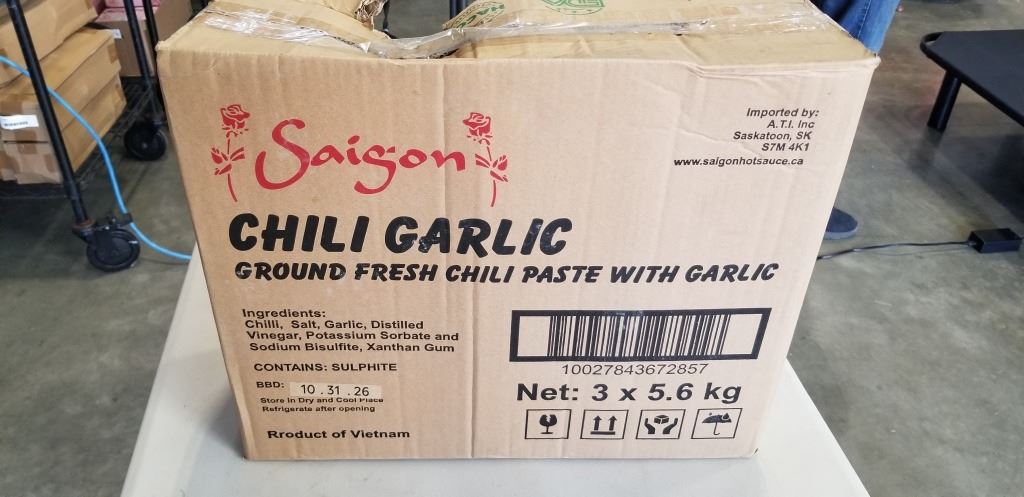 HACCP
Saigon
Imported by:
A.T.I. Inc
Saskatoon, SK
S7M 4K1
www.saigonhotsauce.ca
CHILI GARLIC
GROUND FRESH CHILI PASTE WITH GARLIC
Ingredients:
Chilli, Salt, Garlic, Distilled
Vinegar, Potassium Sorbate and
Sodium Bisulfite, Xanthan Gum
CONTAINS: SULPHITE
BBD: 10.31.26
Store in Dry and Cool Place
Refrigerate after opening
Rroduct of Vietnam
10027843672857
Net: 3 x 5.6 kg